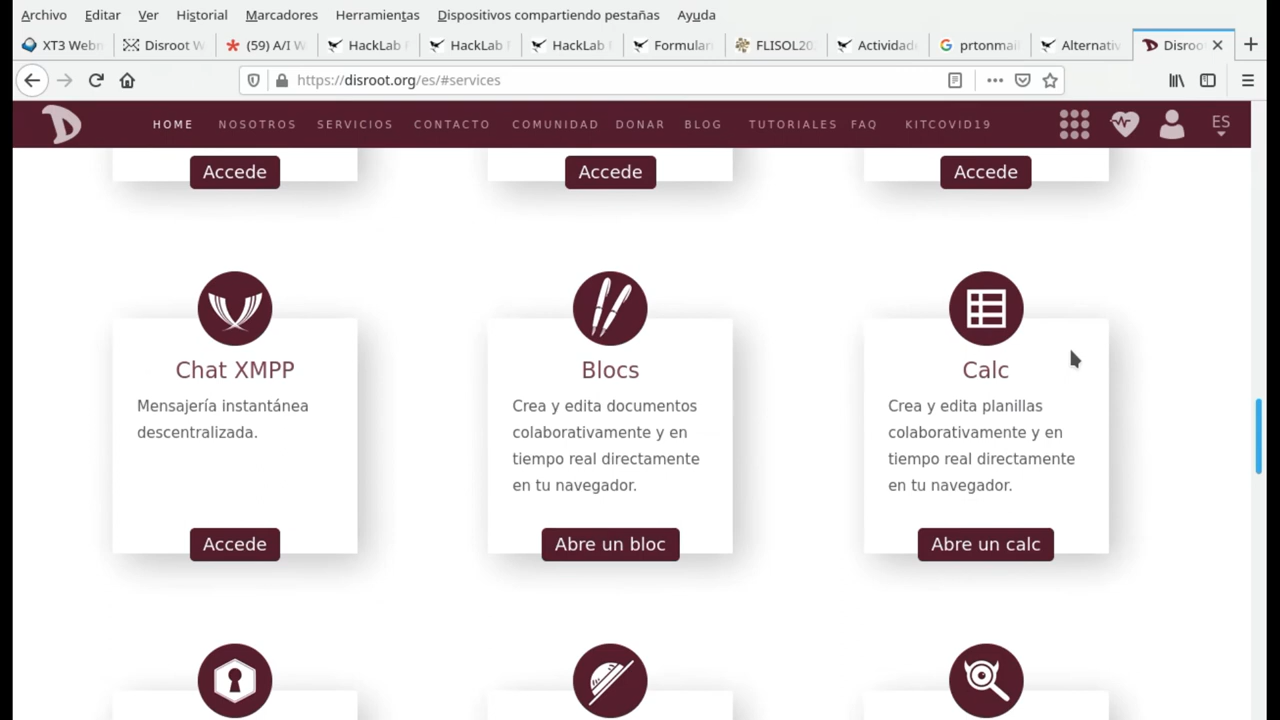 Archivo Editar Ver Historial Marcadores Herramientas Dispositivos compartiendo pestañas Ayuda
XT3 Webm Disroot W (59) A/I W HackLab HackLab HackLab Formular FLISOL20 Actividad prtonmail Alternativ Disroo
https://disroot.org/es/#services
HOME NOSOTROS SERVICIOS CONTACTO COMUNIDAD DONAR BLOG TUTORIALES FAQ KITCOVID19 ES
Accede Accede Accede
Chat XMPP
Mensajería instantánea
descentralizada.
Accede
Blocs
Crea y edita documentos
colaborativamente y en
tiempo real directamente
en tu navegador.
Abre un bloc
Calc
Crea y edita planillas
colaborativamente y en
tiempo real directamente
en tu navegador.
Abre un calc